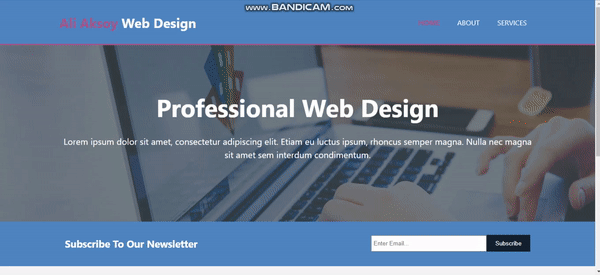 www.BANDICAM.com
Ali Aksoy Web Design
HOME ABOUT SERVICES
Professional Web Design
Lorem ipsum dolor sit amet, consectetur adipiscing elit. Etiam eu luctus ipsum, rhoncus semper magna. Nulla nec magna
sit amet sem interdum condimentum.
Subscribe To Our Newsletter
Enter Email..
Subscribe